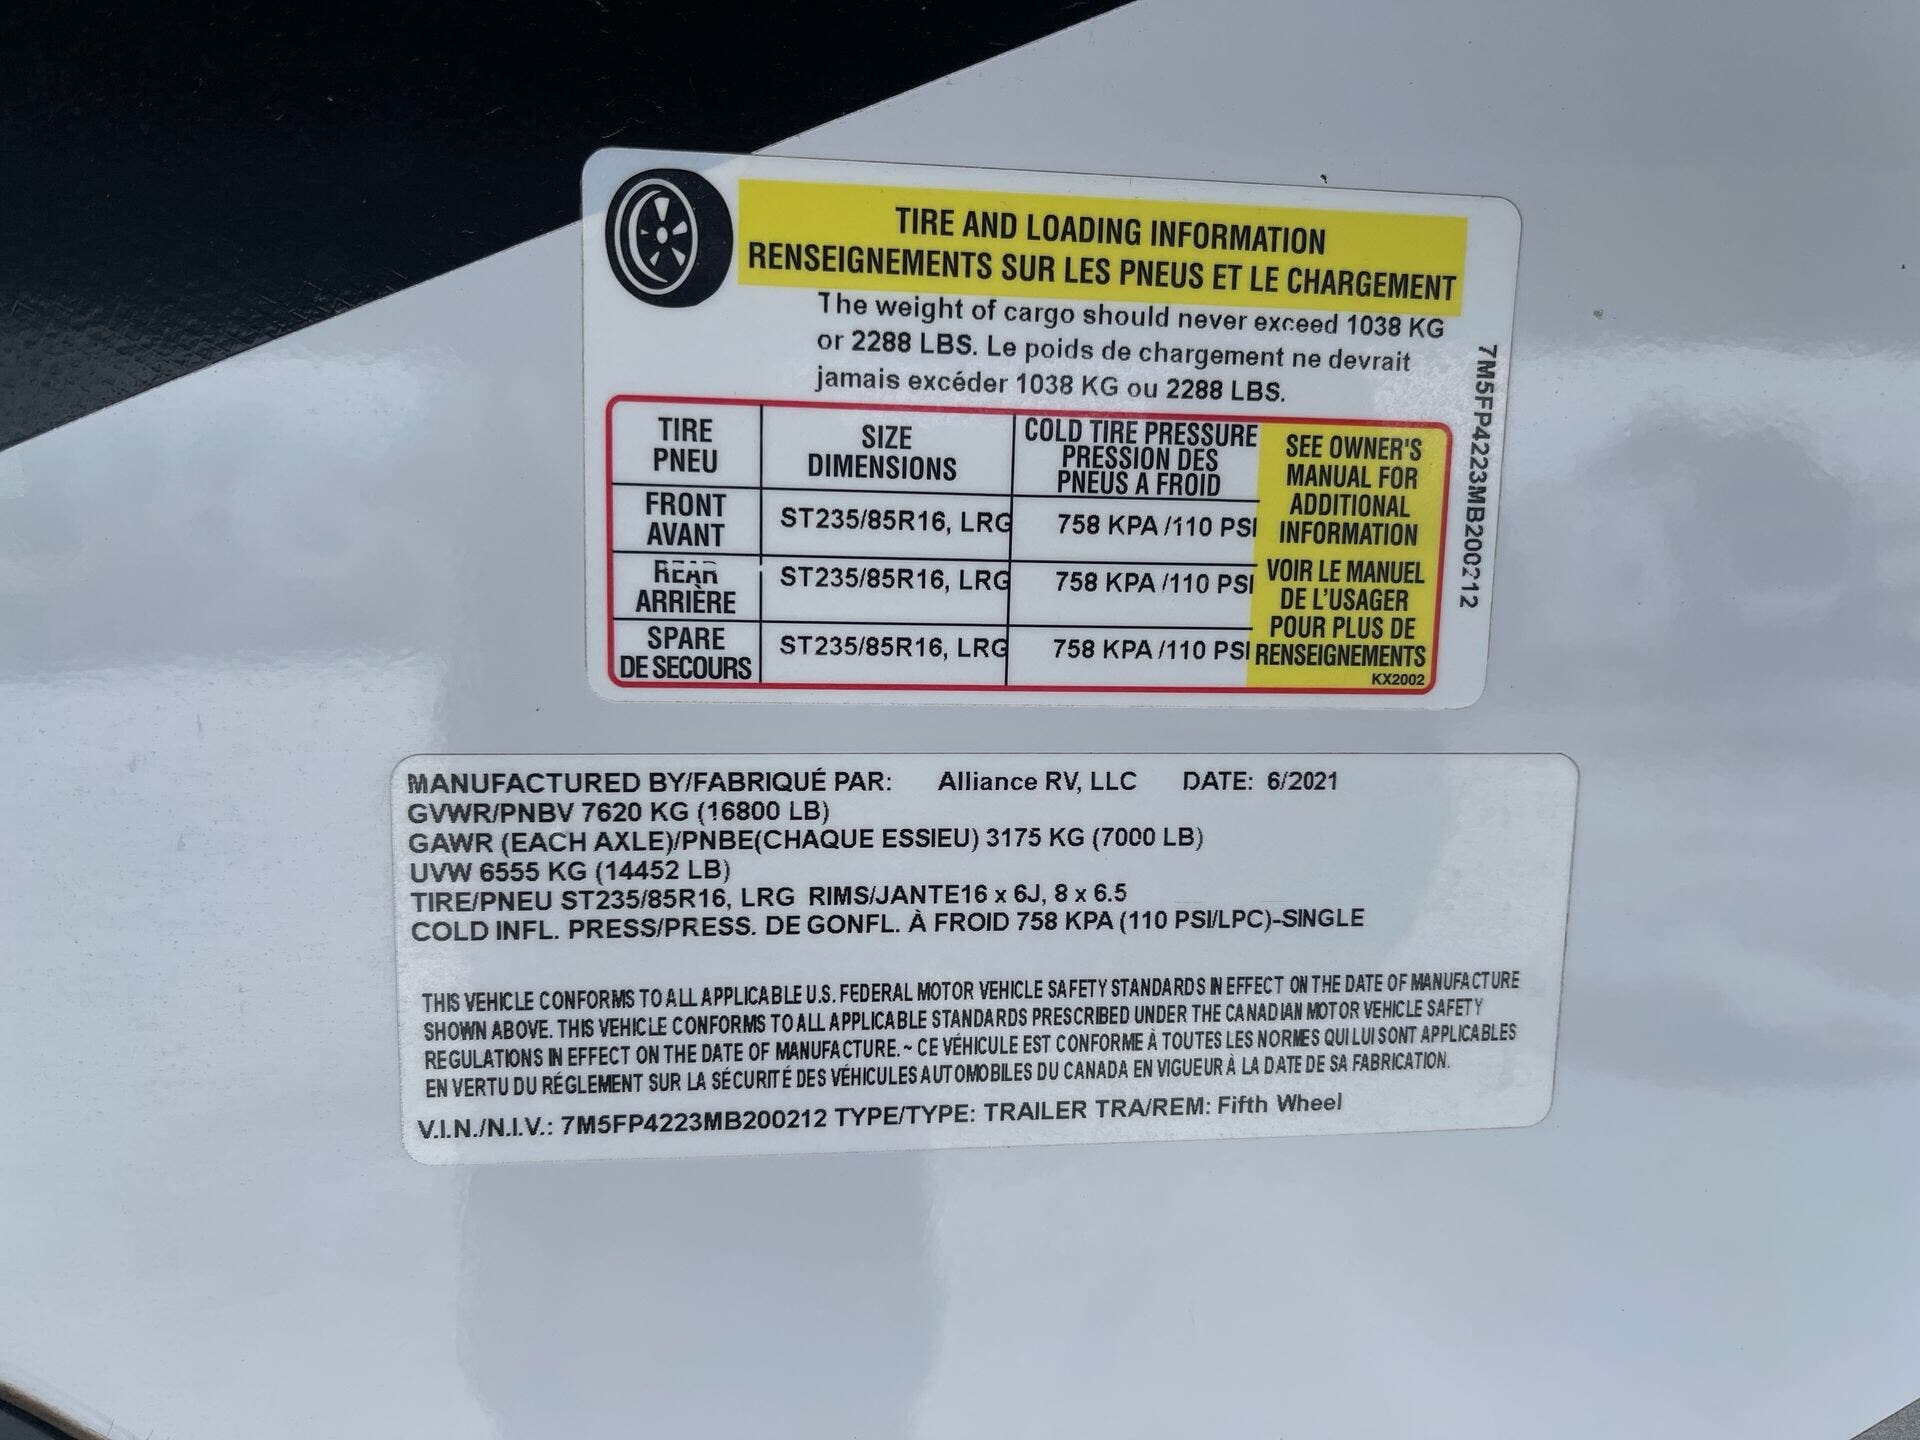 TIRE AND LOADING INFORMATION
RENSEIGNEMENTS SUR LES PNEUS ET LE CHARGEMENT
The weight of cargo should never exceed 1038 KG
or 2288 LBS. Le poids de chargement ne devrait
jamais excéder 1038 KG ou 2288 LBS.
TIRE
PNEU
SIZE
DIMENSIONS
COLD TIRE PRESSURE
PRESSION DES
PNEUS A FROID
FRONT
AVANT
ST235/85R16, LRG
758 KPA /110 PSI
REAR
ARRIÈRE
ST235/85R16, LRG
758 KPA /110 PSI
SPARE
DE SECOURS
ST235/85R16, LRG
758 KPA /110 PSI
SEE OWNER'S
MANUAL FOR
ADDITIONAL
INFORMATION
VOIR LE MANUEL
DE L'USAGER
POUR PLUS DE
RENSEIGNEMENTS
KX2002
7M5FP4223MB200212
MANUFACTURED BY/FABRIQUÉ PAR: Alliance RV, LLC DATE: 6/2021
GVWR/PNBV 7620 KG (16800 LB)
GAWR (EACH AXLE)/PNBE(CHAQUE ESSIEU) 3175 KG (7000 LB)
UVW 6555 KG (14452 LB)
TIRE/PNEU ST235/85R16, LRG RIMS/JANTE16 x 6J, 8 x 6.5
COLD INFL. PRESS/PRESS. DE GONFL. À FROID 758 KPA (110 PSI/LPC)-SINGLE
THIS VEHICLE CONFORMS TO ALL APPLICABLE U.S. FEDERAL MOTOR VEHICLE SAFETY STANDARDS IN EFFECT ON THE DATE OF MANUFACTURE
SHOWN ABOVE. THIS VEHICLE CONFORMS TO ALL APPLICABLE STANDARDS PRESCRIBED UNDER THE CANADIAN MOTOR VEHICLE SAFETY
REGULATIONS IN EFFECT ON THE DATE OF MANUFACTURE. ~ CE VÉHICULE EST CONFORME À TOUTES LES NORMES QUI LUI SONT APPLICABLES
EN VERTU DU RÉGLEMENT SUR LA SÉCURITÉ DES VÉHICULES AUTOMOBILES DU CANADA EN VIGUEUR À LA DATE DE SA FABRICATION.
V.I.N./N.I.V.: 7M5FP4223MB200212 TYPE/TYPE: TRAILER TRA/REM: Fifth Wheel